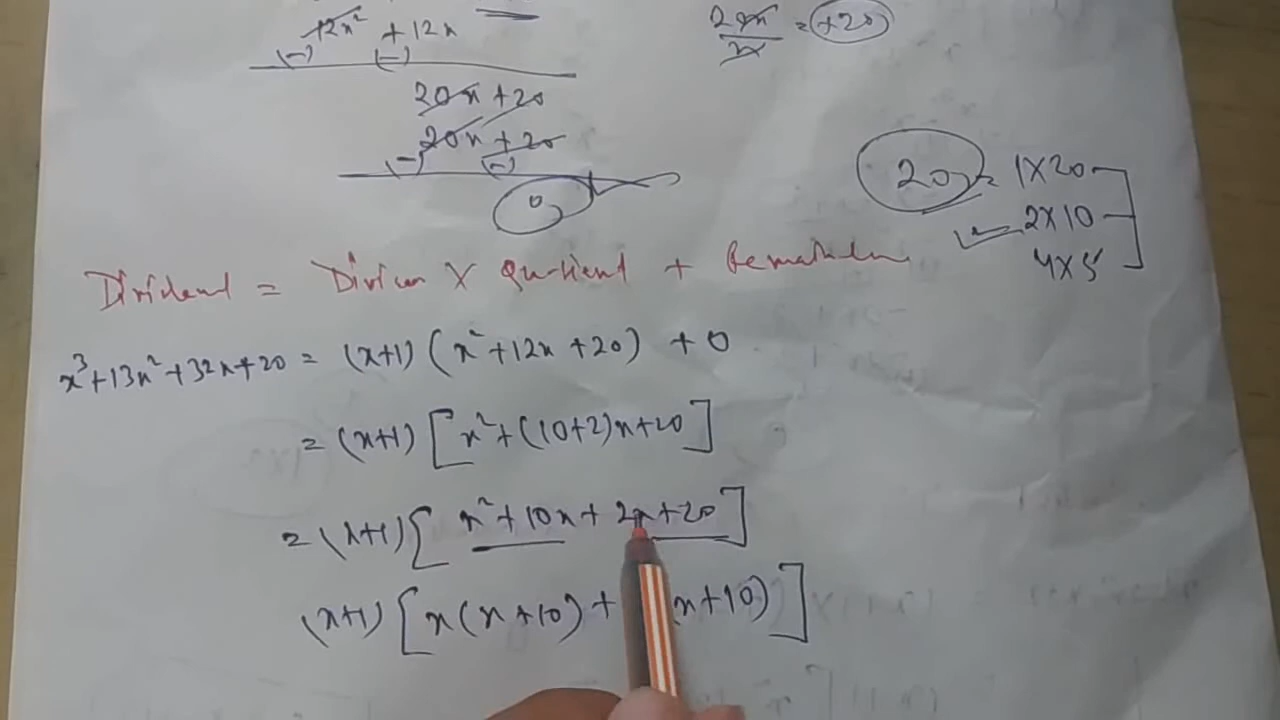 12x² + 12x
(-) (-)
22x/x = +20
20x + 20
20x + 20
(-) (-)
0
20 = 1 x 20
2 x 10
4 x 5
Dividend = Divisor X Quotient + Remainder
x³ + 13x² + 32x + 20 = (x+1) (x² + 12x + 20) + 0
= (x+1) [x² + (10+2)x + 20]
= (x+1) [x² + 10x + 2x + 20]
(x+1) [x(x+10) + (x+10)]